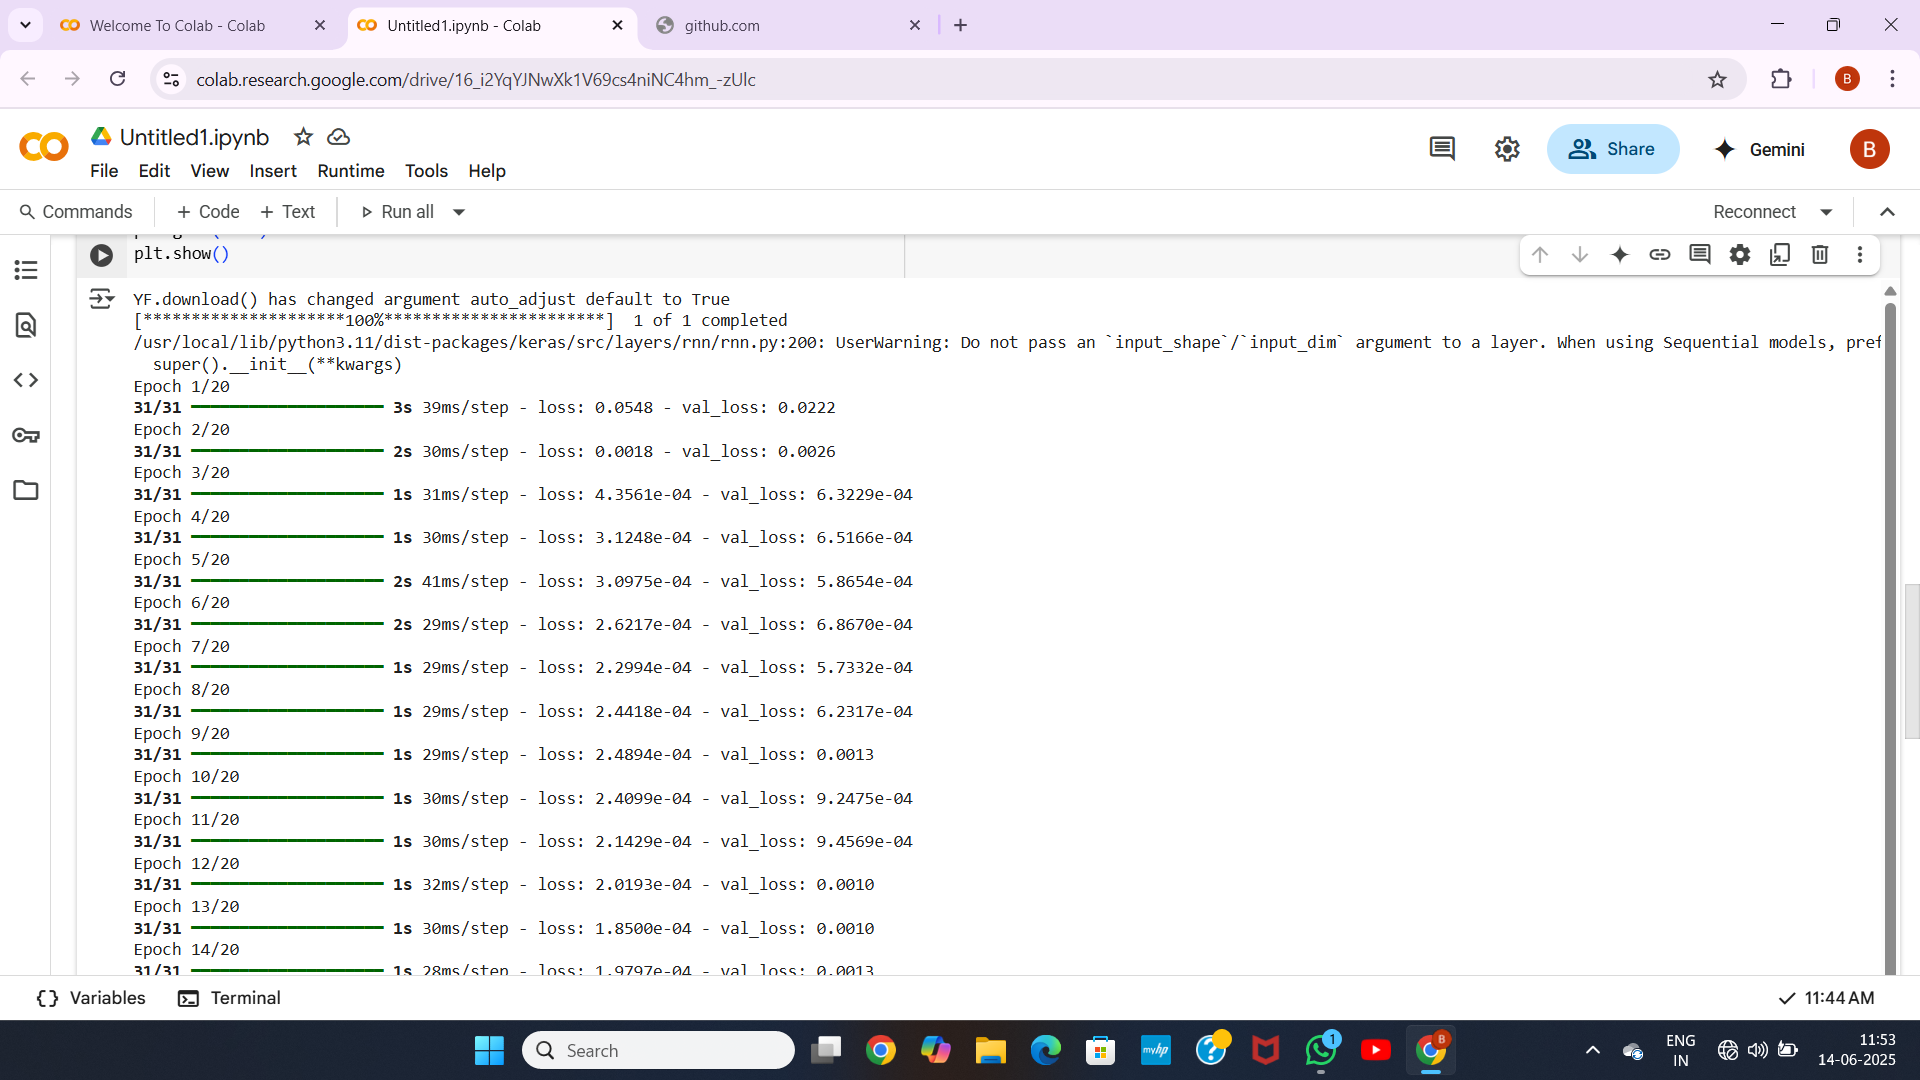 Welcome To Colab - Colab
Untitled1.ipynb - Colab
github.com
colab.research.google.com/drive/16_i2YqYJNwXk1V69cs4niNC4hm_-zUlc
B
Untitled1.ipynb
File Edit View Insert Runtime Tools Help
Share
Gemini
B
Commands
+ Code
+ Text
Run all
Reconnect
plt.show()
YF.download() has changed argument auto_adjust default to True
[*********************100%***********************]  1 of 1 completed
/usr/local/lib/python3.11/dist-packages/keras/src/layers/rnn/rnn.py:200: UserWarning: Do not pass an `input_shape`/`input_dim` argument to a layer. When using Sequential models, pref
super().__init__(**kwargs)
Epoch 1/20
31/31 3s 39ms/step - loss: 0.0548 - val_loss: 0.0222
Epoch 2/20
31/31 2s 30ms/step - loss: 0.0018 - val_loss: 0.0026
Epoch 3/20
31/31 1s 31ms/step - loss: 4.3561e-04 - val_loss: 6.3229e-04
Epoch 4/20
31/31 1s 30ms/step - loss: 3.1248e-04 - val_loss: 6.5166e-04
Epoch 5/20
31/31 2s 41ms/step - loss: 3.0975e-04 - val_loss: 5.8654e-04
Epoch 6/20
31/31 2s 29ms/step - loss: 2.6217e-04 - val_loss: 6.8670e-04
Epoch 7/20
31/31 1s 29ms/step - loss: 2.2994e-04 - val_loss: 5.7332e-04
Epoch 8/20
31/31 1s 29ms/step - loss: 2.4418e-04 - val_loss: 6.2317e-04
Epoch 9/20
31/31 1s 29ms/step - loss: 2.4894e-04 - val_loss: 0.0013
Epoch 10/20
31/31 1s 30ms/step - loss: 2.4099e-04 - val_loss: 9.2475e-04
Epoch 11/20
31/31 1s 30ms/step - loss: 2.1429e-04 - val_loss: 9.4569e-04
Epoch 12/20
31/31 1s 32ms/step - loss: 2.0193e-04 - val_loss: 0.0010
Epoch 13/20
31/31 1s 30ms/step - loss: 1.8500e-04 - val_loss: 0.0010
Epoch 14/20
31/31 1s 28ms/step - loss: 1.9797e-04 - val_loss: 0.0013
Variables
Terminal
11:44 AM
Search
myhp
1
B
ENG
IN
11:53
14-06-2025